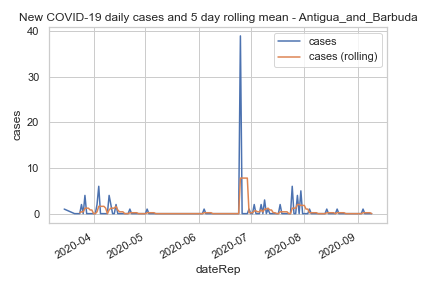 New COVID-19 daily cases and 5 day rolling mean - Antigua_and_Barbuda
cases
cases (rolling)
40
30
20
10
0
cases
2020-04
2020-05
2020-06
2020-07
2020-08
2020-09
dateRep